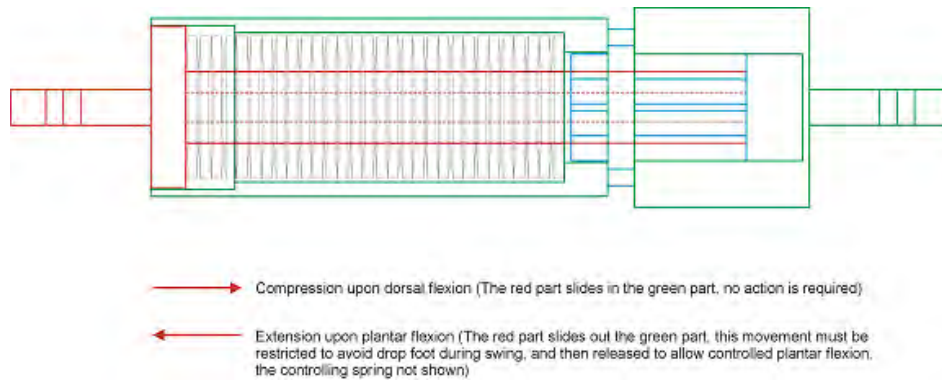 Compression upon dorsal flexion (The red part slides in the green part, no action is required)
Extension upon plantar flexion (The red part slides out the green part, this movement must be
restricted to avoid drop foot during swing, and then released to allow controlled plantar flexion,
the controlling spring not shown)